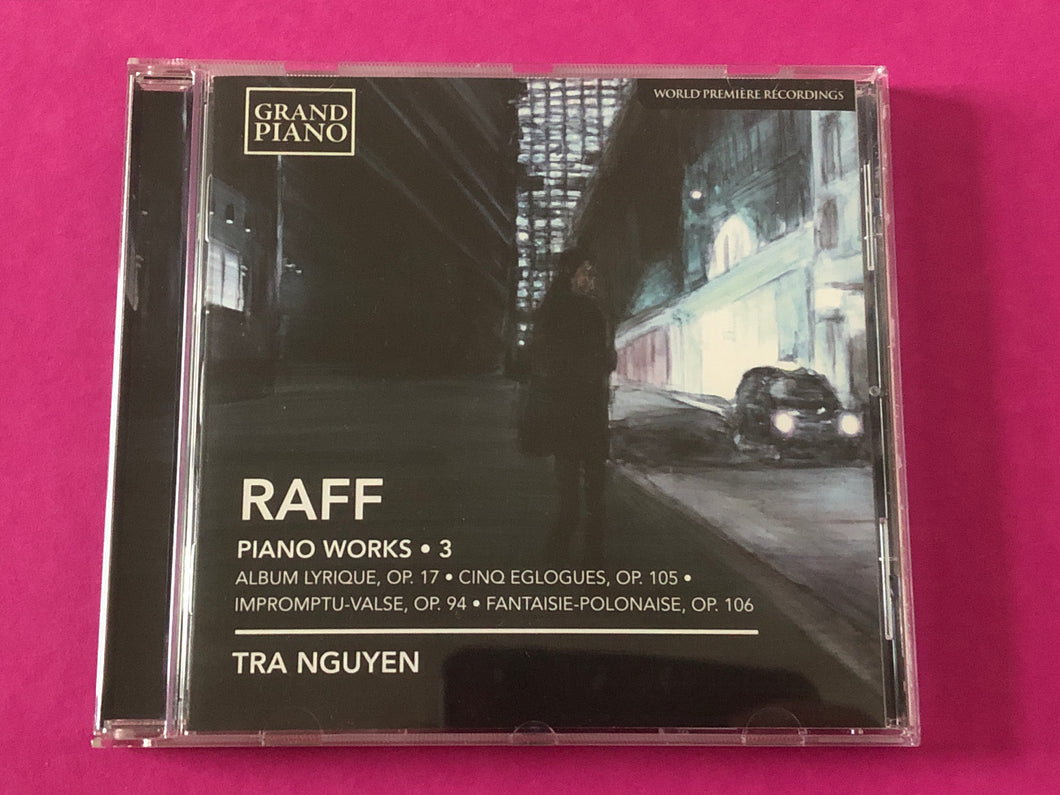 GRAND
PIANO
WORLD PREMIÈRE RECORDINGS
RAFF
PIANO WORKS • 3
ALBUM LYRIQUE, OP. 17 • CINQ EGLOGUES, OP. 105 •
IMPROMPTU-VALSE, OP. 94 • FANTAISIE-POLONAISE, OP. 106
TRA NGUYEN